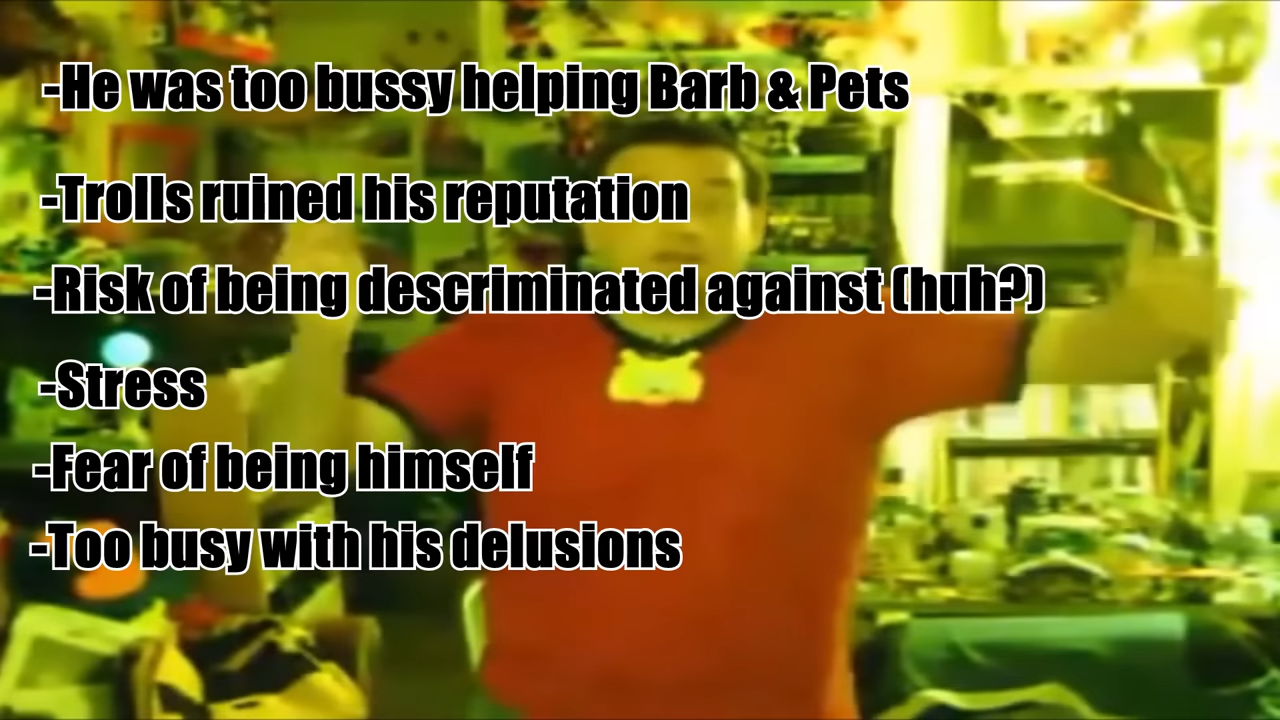 -He was too bussy helping Barb & Pets
-Trolls ruined his reputation
-Risk of being descriminated against (huh?)
-Stress
-Fear of being himself
-Too busy with his delusions